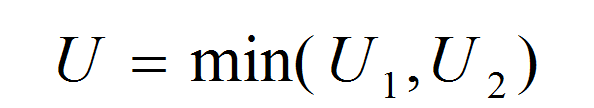 U = min( U₁,U₂)